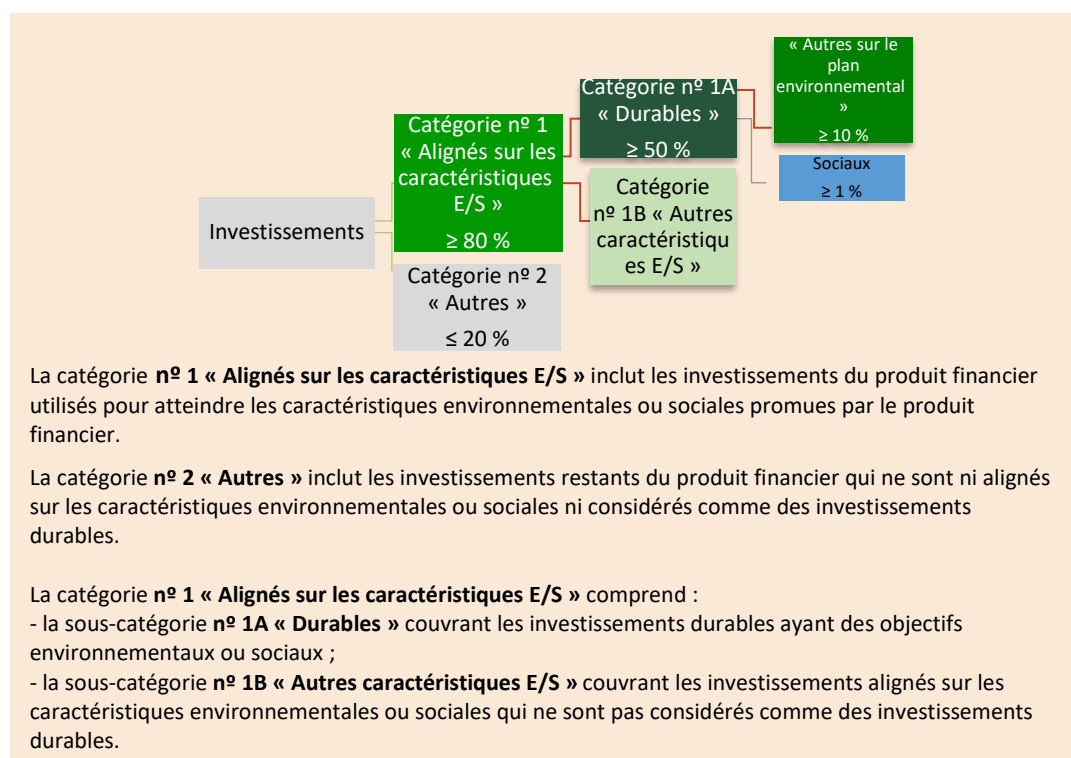 « Autres sur le
plan
environnemental
»
≥ 10 %
Catégorie nº 1A
« Durables »
≥ 50 %
Sociaux
≥ 1 %
Catégorie nº 1
« Alignés sur les
caractéristiques
E/S »
≥ 80 %
Catégorie
nº 1B « Autres
caractéristiqu
es E/S »
Investissements
Catégorie nº 2
« Autres »
≤ 20 %
La catégorie nº 1 « Alignés sur les caractéristiques E/S » inclut les investissements du produit financier
utilisés pour atteindre les caractéristiques environnementales ou sociales promues par le produit
financier.
La catégorie nº 2 « Autres » inclut les investissements restants du produit financier qui ne sont ni alignés
sur les caractéristiques environnementales ou sociales ni considérés comme des investissements
durables.
La catégorie nº 1 « Alignés sur les caractéristiques E/S » comprend :
- la sous-catégorie nº 1A « Durables » couvrant les investissements durables ayant des objectifs
environnementaux ou sociaux ;
- la sous-catégorie nº 1B « Autres caractéristiques E/S » couvrant les investissements alignés sur les
caractéristiques environnementales ou sociales qui ne sont pas considérés comme des investissements
durables.